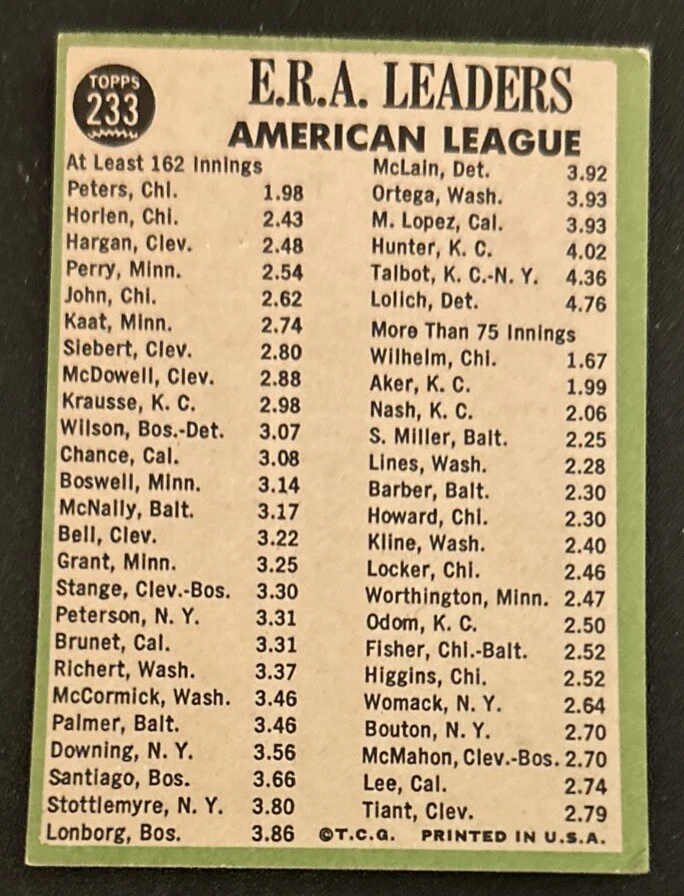 TOPPS
233
E.R.A. LEADERS
AMERICAN LEAGUE
At Least 162 Innings
Peters, Chi. 1.98
Horlen, Chi. 2.43
Hargan, Clev. 2.48
Perry, Minn. 2.54
John, Chi. 2.62
Kaat, Minn. 2.74
Siebert, Clev. 2.80
McDowell, Clev. 2.88
Krausse, K. C. 2.98
Wilson, Bos.-Det. 3.07
Chance, Cal. 3.08
Boswell, Minn. 3.14
McNally, Balt. 3.17
Bell, Clev. 3.22
Grant, Minn. 3.25
Stange, Clev.-Bos. 3.30
Peterson, N. Y. 3.31
Brunet, Cal. 3.31
Richert, Wash. 3.37
McCormick, Wash. 3.46
Palmer, Balt. 3.46
Downing, N. Y. 3.56
Santiago, Bos. 3.66
Stottlemyre, N. Y. 3.80
Lonborg, Bos. 3.86
McLain, Det. 3.92
Ortega, Wash. 3.93
M. Lopez, Cal. 3.93
Hunter, K. C. 4.02
Talbot, K. C.-N. Y. 4.36
Lolich, Det. 4.76
More Than 75 Innings
Wilhelm, Chi. 1.67
Aker, K. C. 1.99
Nash, K. C. 2.06
S. Miller, Balt. 2.25
Lines, Wash. 2.28
Barber, Balt. 2.30
Howard, Chi. 2.30
Kline, Wash. 2.40
Locker, Chi. 2.46
Worthington, Minn. 2.47
Odom, K. C. 2.50
Fisher, Chi.-Balt. 2.52
Higgins, Chi. 2.52
Womack, N. Y. 2.64
Bouton, N. Y. 2.70
McMahon, Clev.-Bos. 2.70
Lee, Cal. 2.74
Tiant, Clev. 2.79
©T.C.G. PRINTED IN U.S.A.